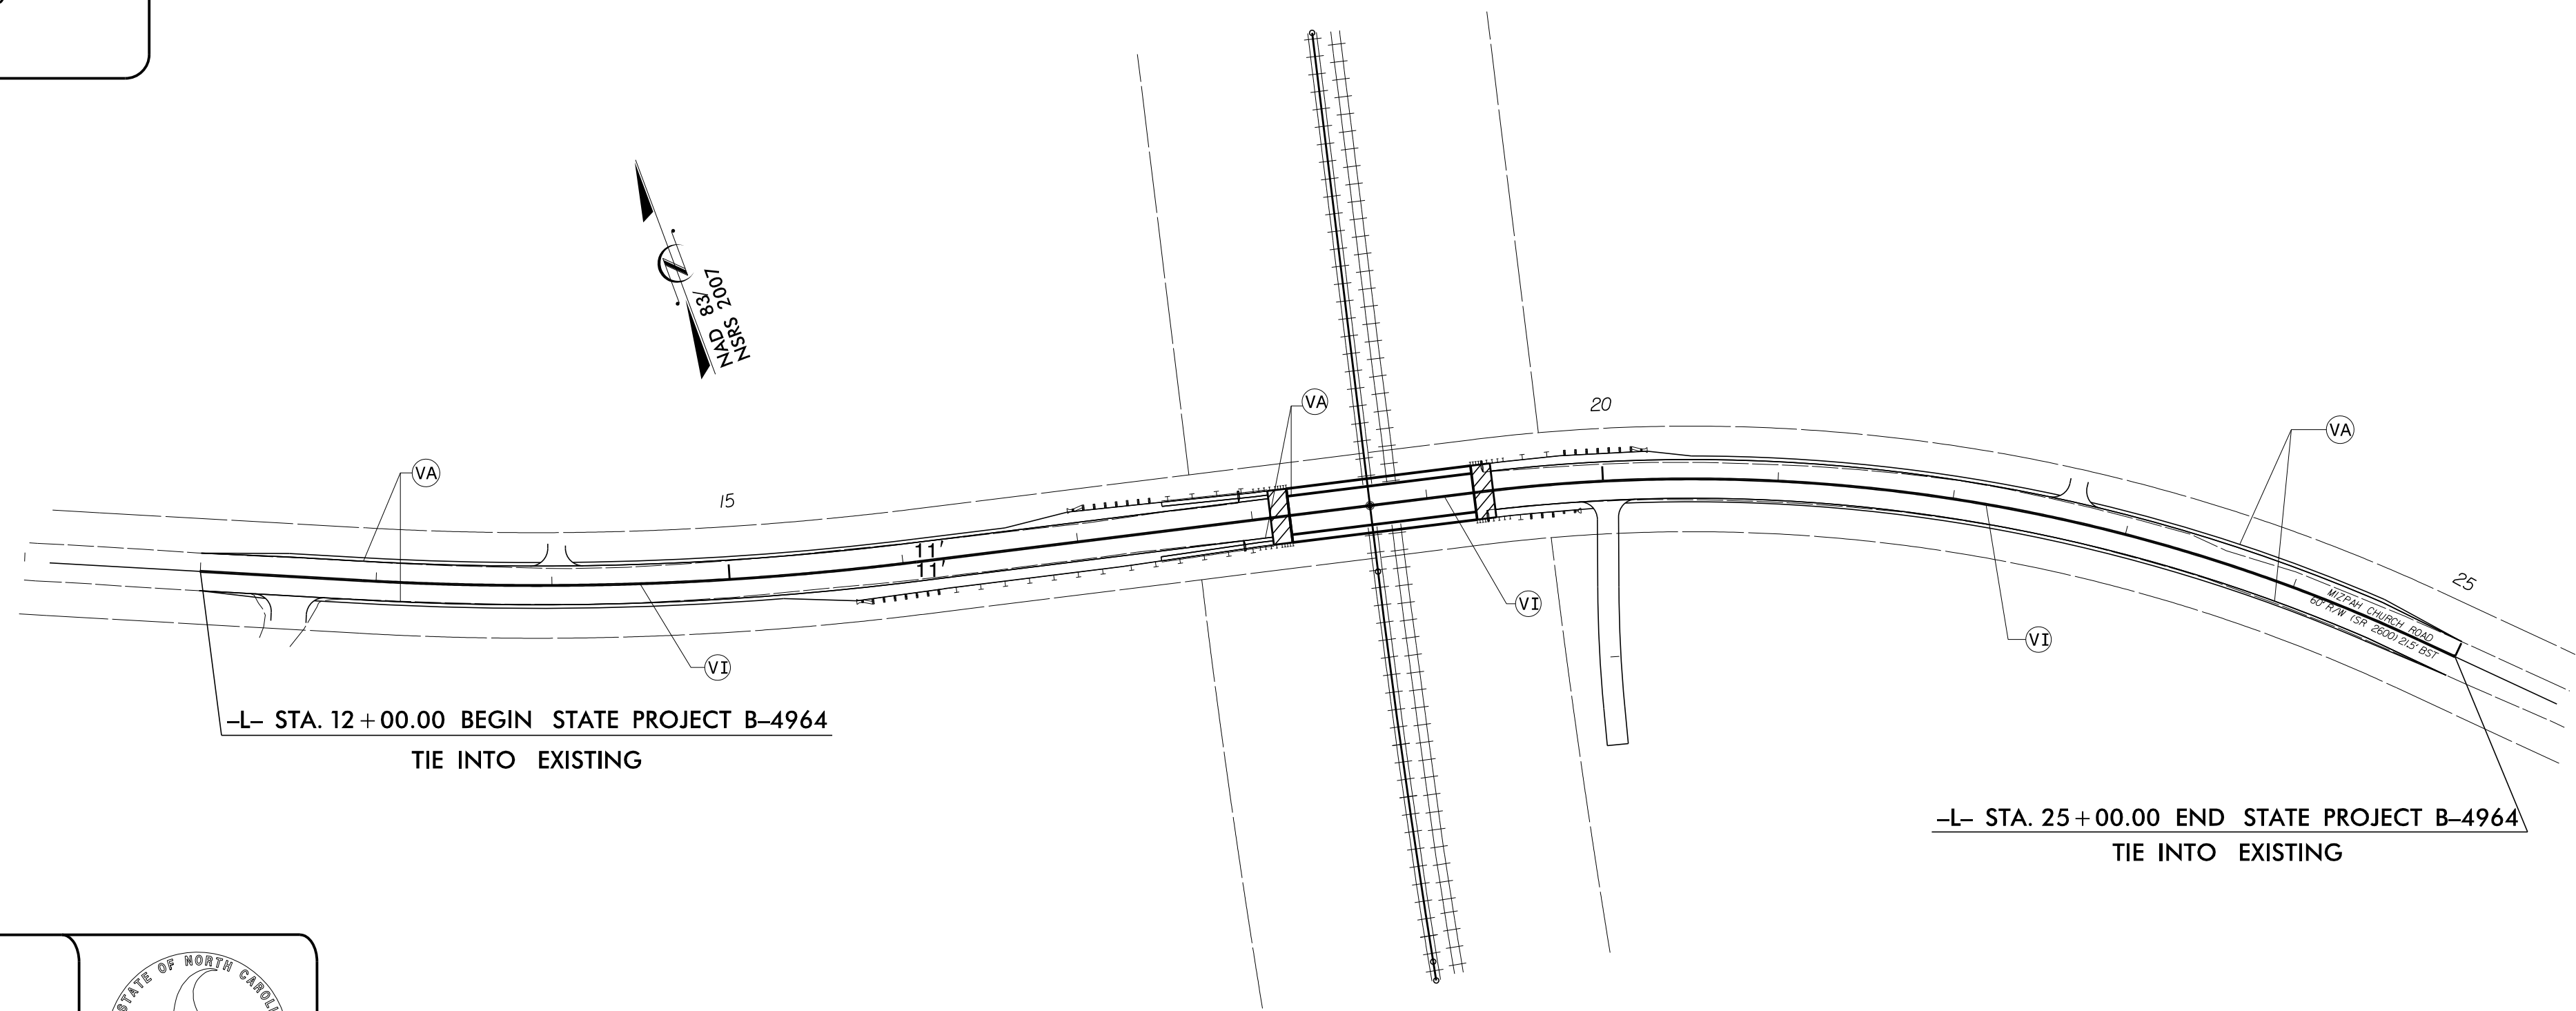 NAD 83/
NSRS 2007
VA
20
VA
VA
15
25
11'
11'
MIZPAH CHURCH ROAD
60' R/W (SR 2600) 21.5' BST
VI
VI
VI
–L– STA. 12+00.00 BEGIN STATE PROJECT B–4964
TIE INTO EXISTING
–L– STA. 25+00.00 END STATE PROJECT B–4964
TIE INTO EXISTING
STATE OF NORTH